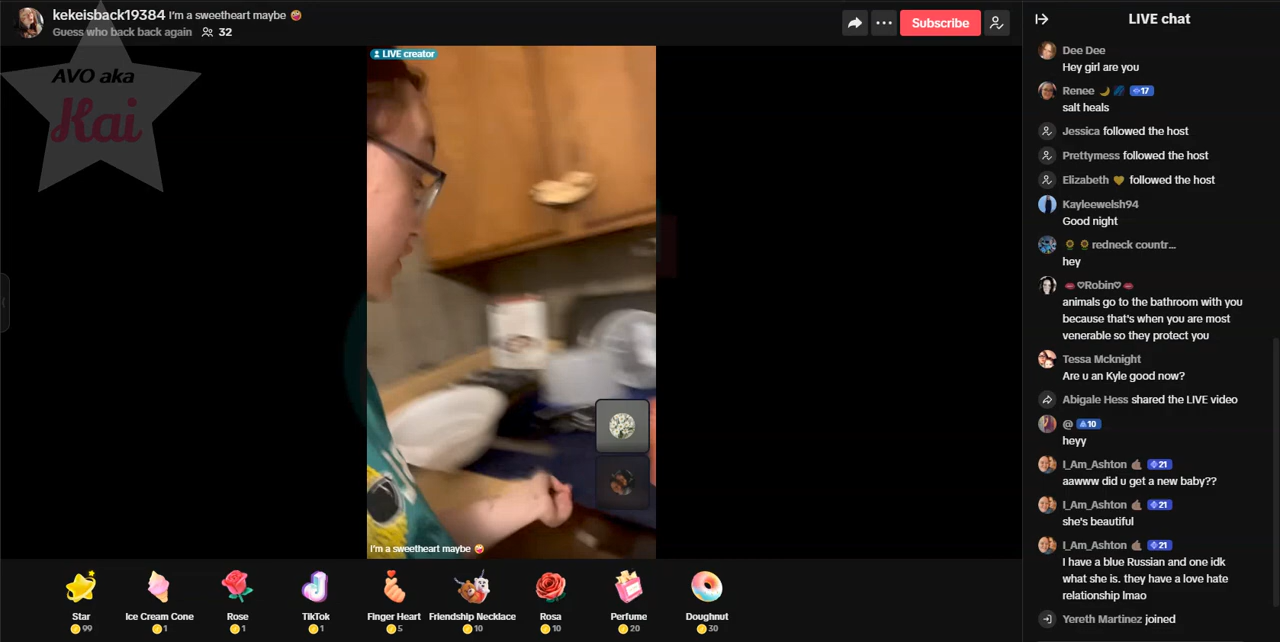 kekeisback19384 I'm a sweetheart maybe 🥰
Guess who back back again 32
Subscribe
LIVE chat
AVO aka
Kai
LIVE creator
I'm a sweetheart maybe 🥰
Star
99
Ice Cream Cone
1
Rose
1
TikTok
1
Finger Heart
5
Friendship Necklace
10
Rosa
10
Perfume
20
Doughnut
30
Dee Dee
Hey girl are you
Renee 17
salt heals
Jessica followed the host
Prettymess followed the host
Elizabeth followed the host
Kayleewelsh94
Good night
redneck countr...
hey
♡Robin♡
animals go to the bathroom with you
because that's when you are most
venerable so they protect you
Tessa Mcknight
Are u an Kyle good now?
Abigale Hess shared the LIVE video
@ 10
heyy
I_Am_Ashton 21
aawww did u get a new baby??
I_Am_Ashton 21
she's beautiful
I_Am_Ashton 21
I have a blue Russian and one idk
what she is. they have a love hate
relationship lmao
Yereth Martinez joined